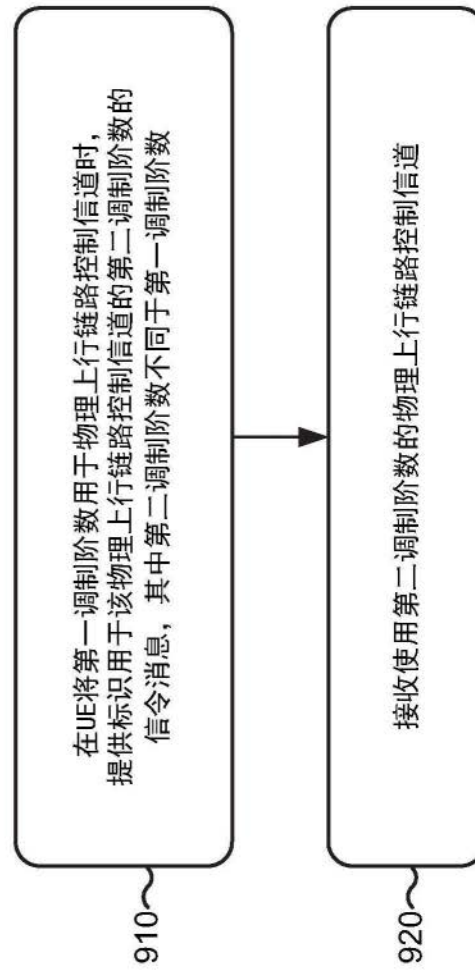 在UE将第一调制阶数用于物理上行链路控制信道时，
提供标识用于该物理上行链路控制信道的第二调制阶数的
信令消息，其中第二调制阶数不同于第一调制阶数
910
接收使用第二调制阶数的物理上行链路控制信道
920